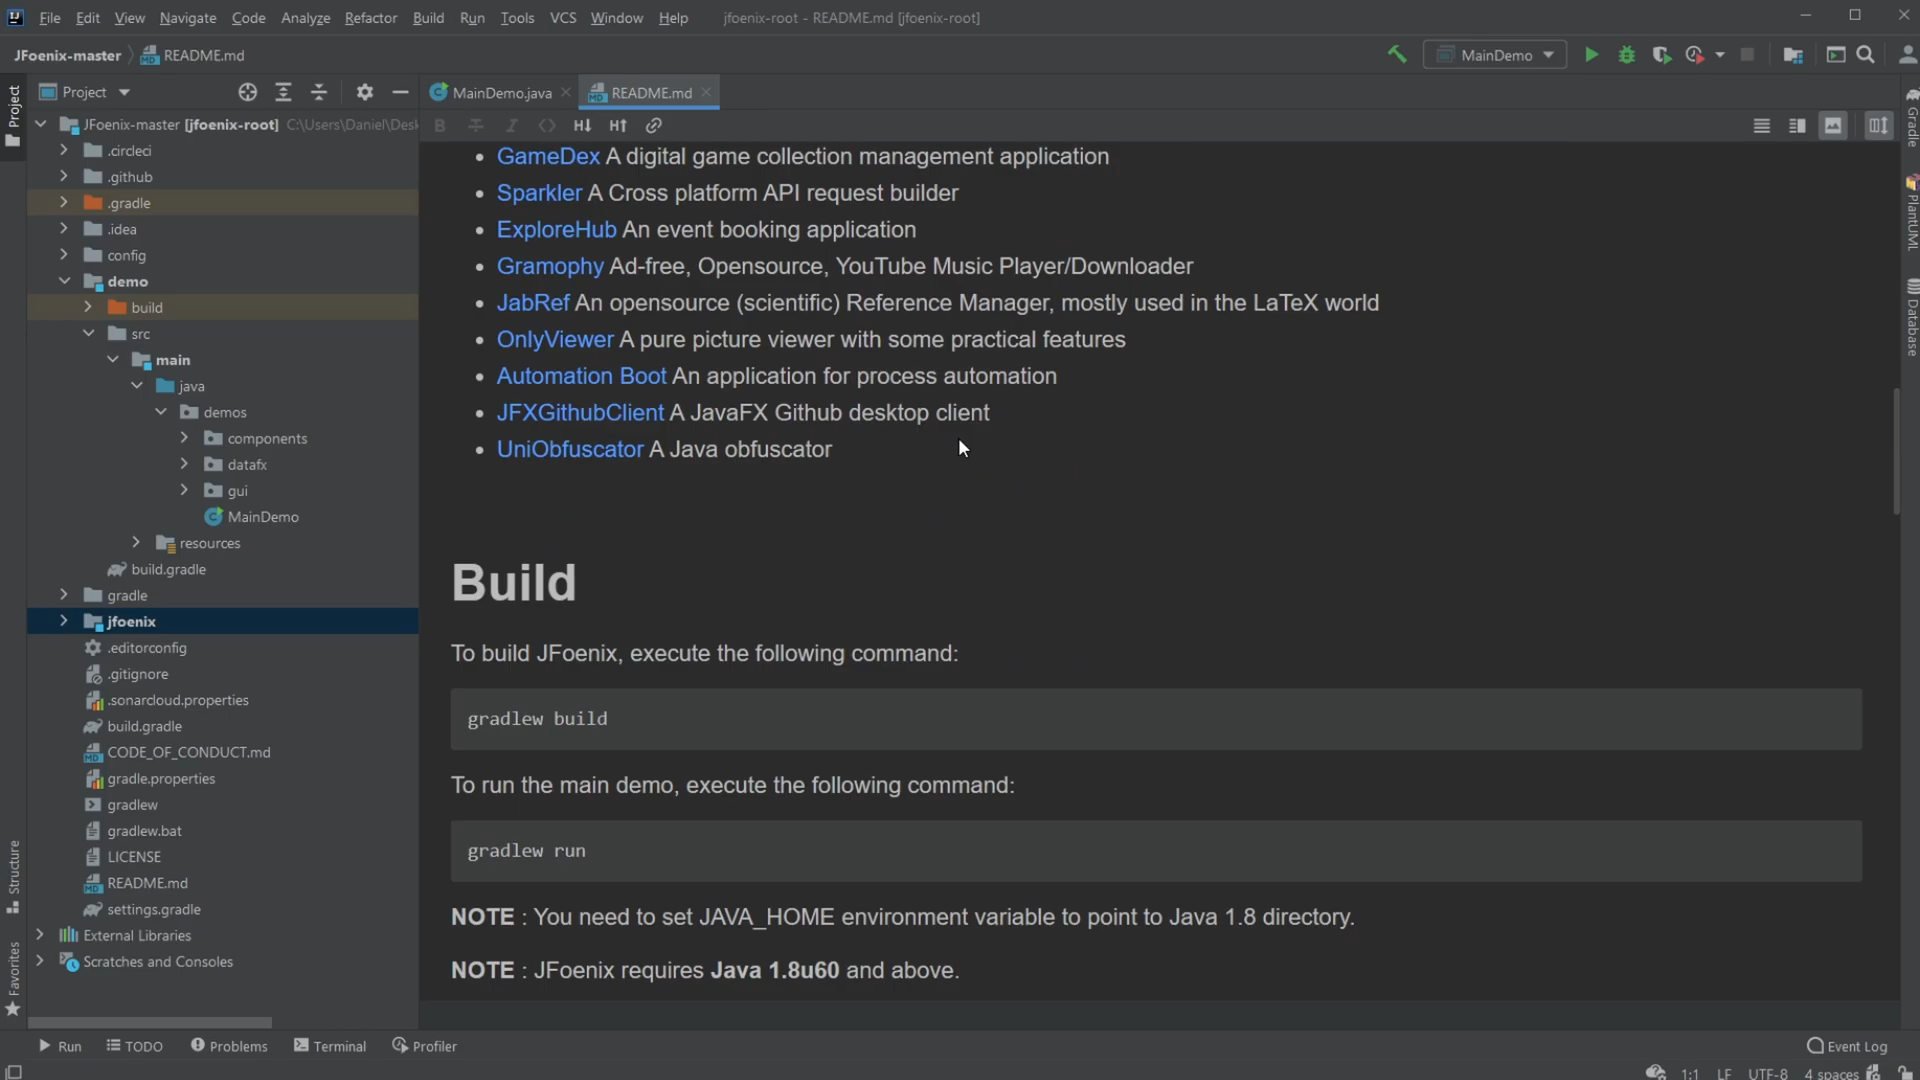 File Edit View Navigate Code Analyze Refactor Build Run Tools VCS Window Help jfoenix-root - README.md [jfoenix-root]
JFoenix-master README.md MainDemo
Project
Project
MainDemo.java
README.md
JFoenix-master [jfoenix-root] C:\Users\Daniel\Desk
.circleci
.github
.gradle
.idea
config
demo
build
src
main
java
demos
components
datafx
gui
MainDemo
resources
build.gradle
gradle
jfoenix
.editorconfig
.gitignore
.sonarcloud.properties
build.gradle
CODE_OF_CONDUCT.md
gradle.properties
gradlew
gradlew.bat
LICENSE
README.md
settings.gradle
External Libraries
Scratches and Consoles
Structure
Favorites
B I H↓ H↑
GameDex A digital game collection management application
Sparkler A Cross platform API request builder
ExploreHub An event booking application
Gramophy Ad-free, Opensource, YouTube Music Player/Downloader
JabRef An opensource (scientific) Reference Manager, mostly used in the LaTeX world
OnlyViewer A pure picture viewer with some practical features
Automation Boot An application for process automation
JFXGithubClient A JavaFX Github desktop client
UniObfuscator A Java obfuscator
Build
To build JFoenix, execute the following command:
gradlew build
To run the main demo, execute the following command:
gradlew run
NOTE : You need to set JAVA_HOME environment variable to point to Java 1.8 directory.
NOTE : JFoenix requires Java 1.8u60 and above.
Gradle
PlantUML
Database
Run TODO Problems Terminal Profiler Event Log
1:1 LF UTF-8 4 spaces